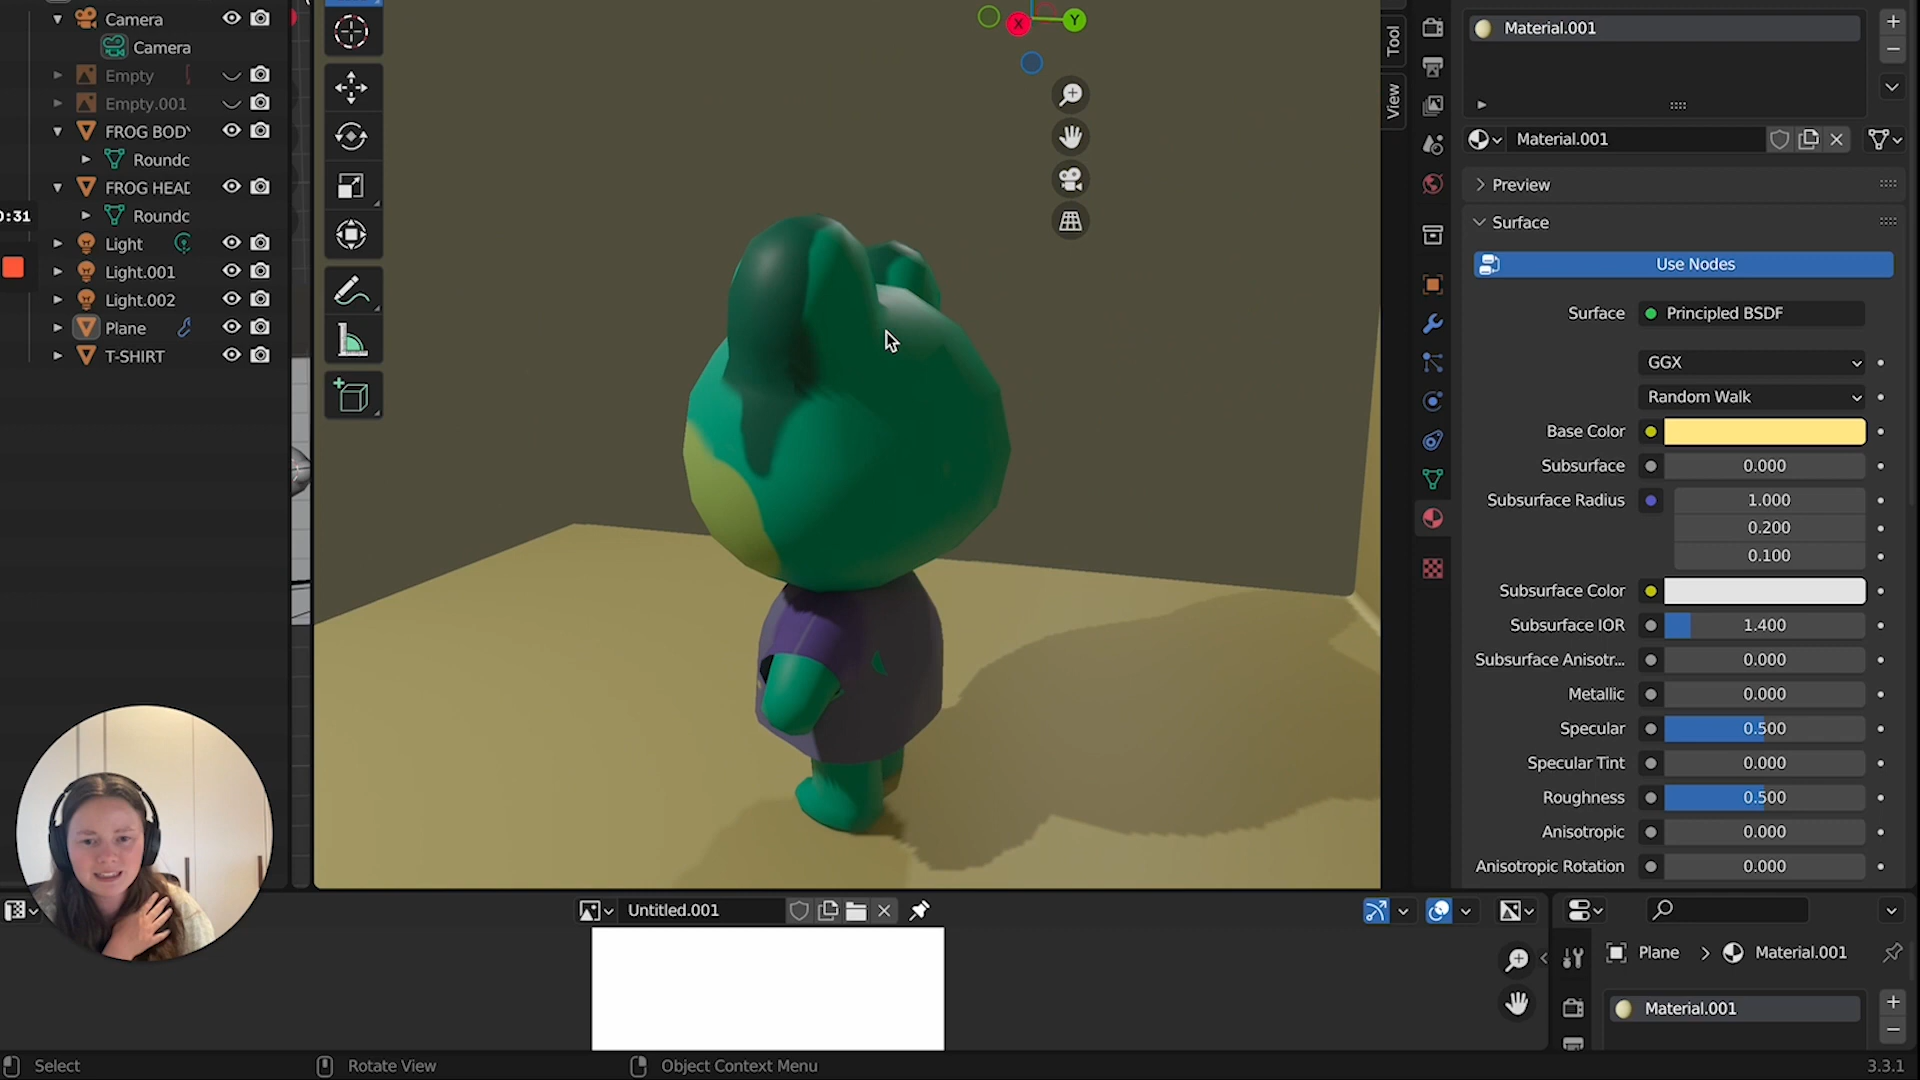 Camera
Camera
Empty
Empty.001
FROG BODY
Roundc
FROG HEAD
Roundc
0:31
Light
Light.001
Light.002
Plane
T-SHIRT
X
Y
Tool
View
Material.001
Material.001
Preview
Surface
Use Nodes
Surface
Principled BSDF
GGX
Random Walk
Base Color
Subsurface
0.000
Subsurface Radius
1.000
0.200
0.100
Subsurface Color
Subsurface IOR
1.400
Subsurface Anisotr...
0.000
Metallic
0.000
Specular
0.500
Specular Tint
0.000
Roughness
0.500
Anisotropic
0.000
Anisotropic Rotation
0.000
Untitled.001
Plane > Material.001
Material.001
Select
Rotate View
Object Context Menu
3.3.1